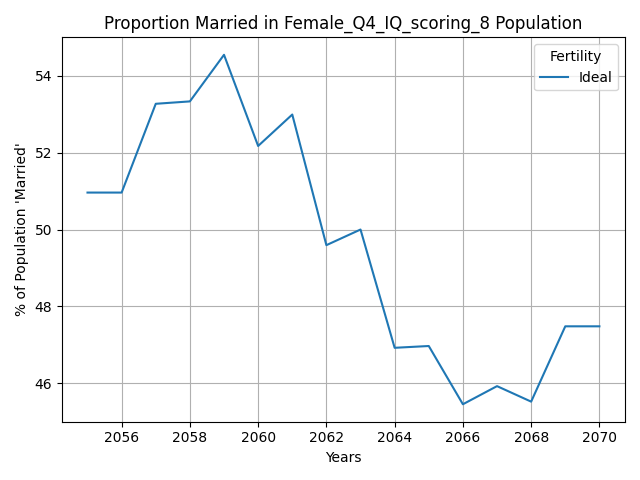 Proportion Married in Female_Q4_IQ_scoring_8 Population
Fertility
Ideal
% of Population 'Married'
54
52
50
48
46
2056 2058 2060 2062 2064 2066 2068 2070
Years